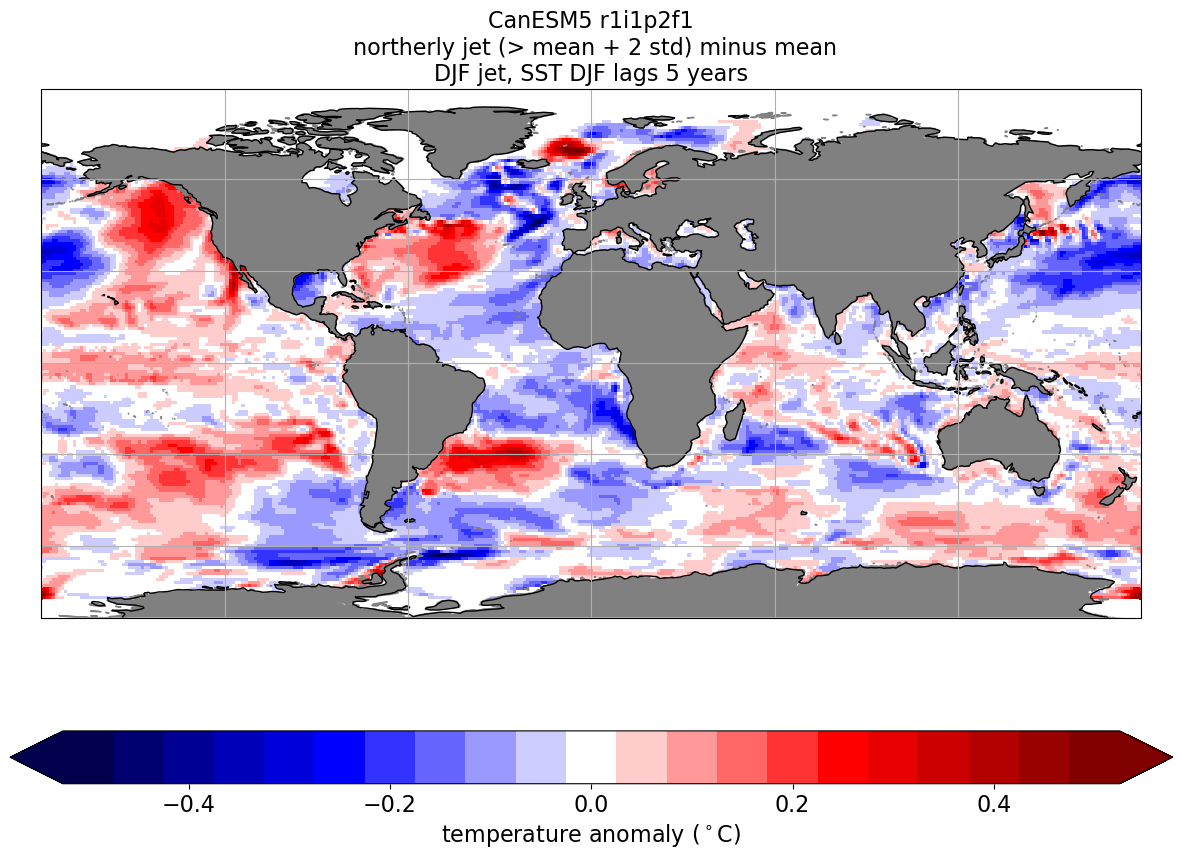 CanESM5 r1i1p2f1
northerly jet (> mean + 2 std) minus mean
DJF jet, SST DJF lags 5 years
−0.4 −0.2 0.0 0.2 0.4
temperature anomaly (°C)